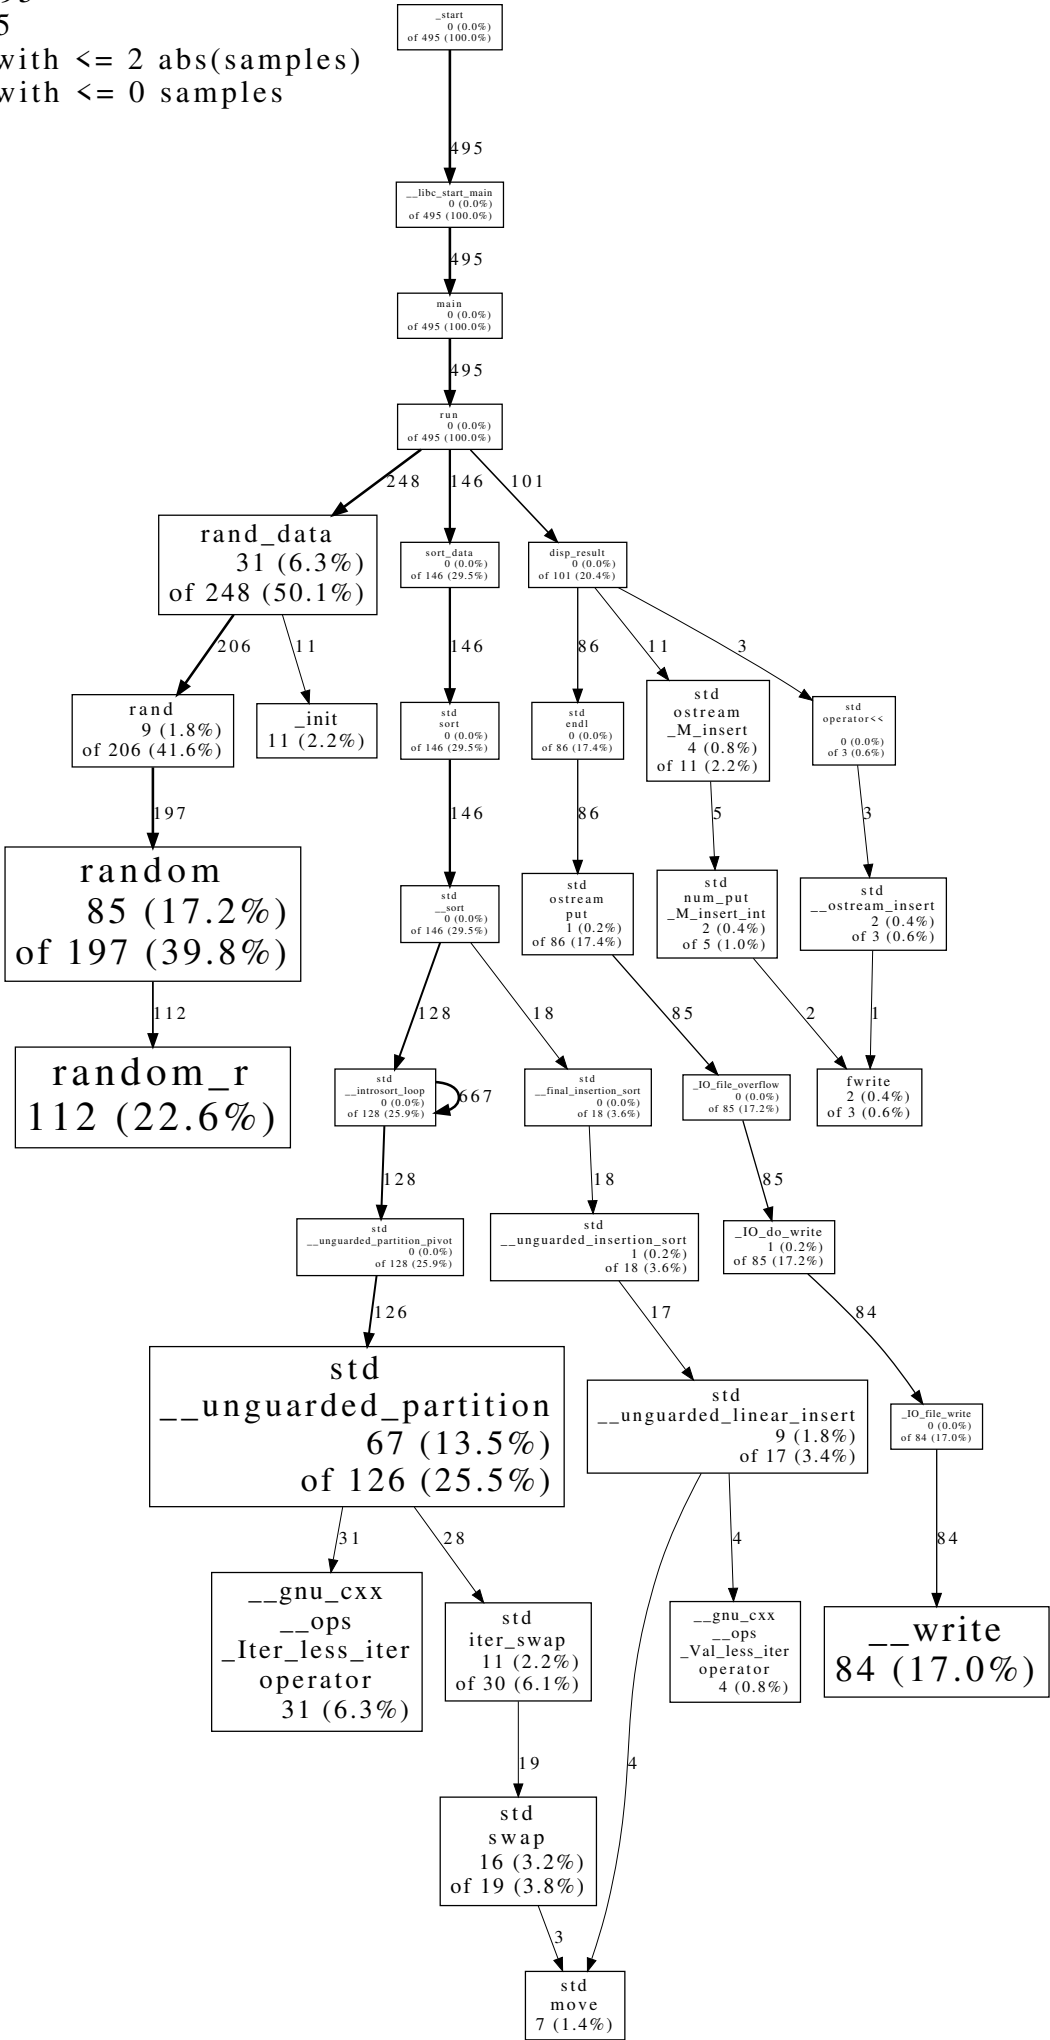 5
with <= 2 abs(samples)
with <= 0 samples
_start
0 (0.0%)
of 495 (100.0%)
495
__libc_start_main
0 (0.0%)
of 495 (100.0%)
495
main
0 (0.0%)
of 495 (100.0%)
495
run
0 (0.0%)
of 495 (100.0%)
248
146
101
rand_data
31 (6.3%)
of 248 (50.1%)
sort_data
0 (0.0%)
of 146 (29.5%)
disp_result
0 (0.0%)
of 101 (20.4%)
206
11
146
86
11
3
rand
9 (1.8%)
of 206 (41.6%)
_init
11 (2.2%)
std
sort
0 (0.0%)
of 146 (29.5%)
std
endl
0 (0.0%)
of 86 (17.4%)
std
ostream
_M_insert
4 (0.8%)
of 11 (2.2%)
std
operator<<
0 (0.0%)
of 3 (0.6%)
197
146
86
5
3
random
85 (17.2%)
of 197 (39.8%)
std
__sort
0 (0.0%)
of 146 (29.5%)
std
ostream
put
1 (0.2%)
of 86 (17.4%)
std
num_put
_M_insert_int
2 (0.4%)
of 5 (1.0%)
std
__ostream_insert
2 (0.4%)
of 3 (0.6%)
112
128
18
85
2
1
random_r
112 (22.6%)
std
__introsort_loop
0 (0.0%)
of 128 (25.9%)
667
std
__final_insertion_sort
0 (0.0%)
of 18 (3.6%)
_IO_file_overflow
0 (0.0%)
of 85 (17.2%)
fwrite
2 (0.4%)
of 3 (0.6%)
128
18
85
std
__unguarded_partition_pivot
0 (0.0%)
of 128 (25.9%)
std
__unguarded_insertion_sort
1 (0.2%)
of 18 (3.6%)
_IO_do_write
1 (0.2%)
of 85 (17.2%)
126
17
84
std
__unguarded_partition
67 (13.5%)
of 126 (25.5%)
std
__unguarded_linear_insert
9 (1.8%)
of 17 (3.4%)
_IO_file_write
0 (0.0%)
of 84 (17.0%)
31
28
4
84
__gnu_cxx
__ops
_Iter_less_iter
operator
31 (6.3%)
std
iter_swap
11 (2.2%)
of 30 (6.1%)
__gnu_cxx
__ops
_Val_less_iter
operator
4 (0.8%)
__write
84 (17.0%)
19
4
std
swap
16 (3.2%)
of 19 (3.8%)
3
std
move
7 (1.4%)